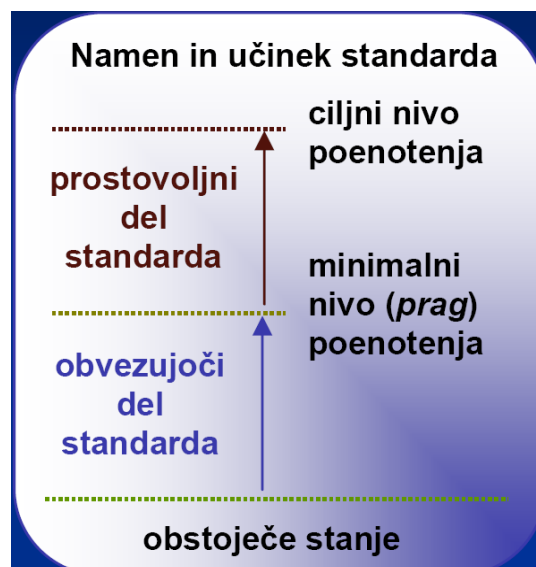 Namen in učinek standarda
ciljni nivo
poenotenja
prostovoljni
del
standarda
minimalni
nivo (prag)
poenotenja
obvezujoči
del
standarda
obstoječe stanje